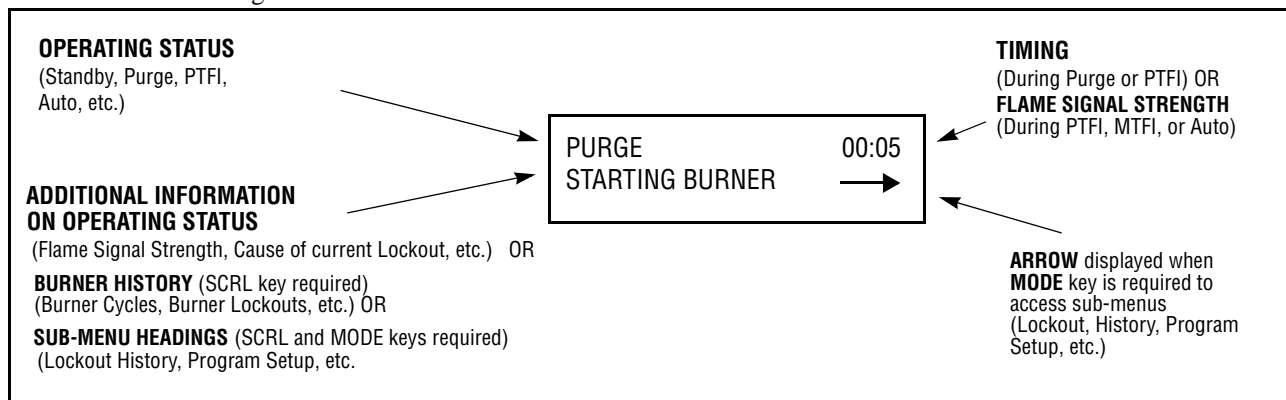 OPERATING STATUS
(Standby, Purge, PTFI,
Auto, etc.)
ADDITIONAL INFORMATION
ON OPERATING STATUS
(Flame Signal Strength, Cause of current Lockout, etc.) OR
BURNER HISTORY (SCRL key required)
(Burner Cycles, Burner Lockouts, etc.) OR
SUB-MENU HEADINGS (SCRL and MODE keys required)
(Lockout History, Program Setup, etc.
PURGE 00:05
STARTING BURNER
TIMING
(During Purge or PTFI) OR
FLAME SIGNAL STRENGTH
(During PTFI, MTFI, or Auto)
ARROW displayed when
MODE key is required to
access sub-menus
(Lockout, History, Program
Setup, etc.)